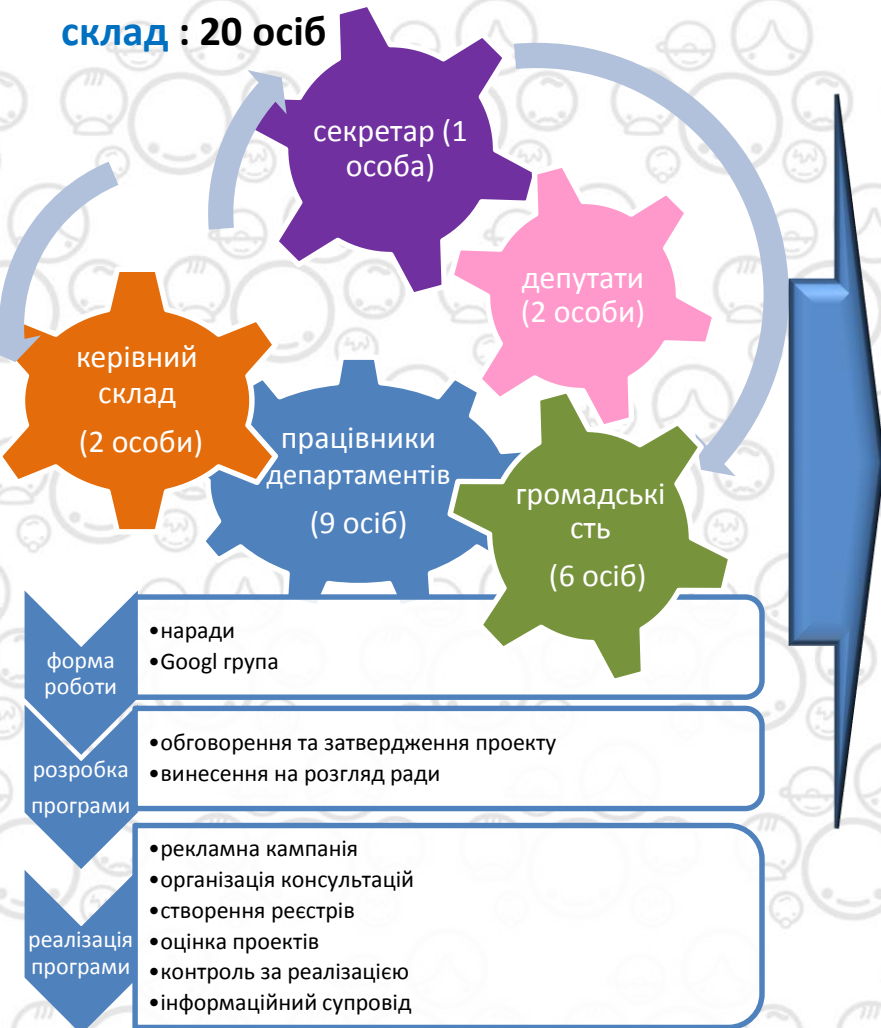 склад : 20 осіб
секретар (1
особа)
депутати
(2 особи)
керівний
склад
(2 особи)
працівники
департаментів
(9 осіб)
громадські
сть
(6 осіб)
форма
роботи
•наради
•Googl група
розробка
програми
•обговорення та затвердження проекту
•винесення на розгляд ради
реалізація
програми
•рекламна кампанія
•організація консультацій
•створення реєстрів
•оцінка проектів
•контроль за реалізацією
•інформаційний супровід